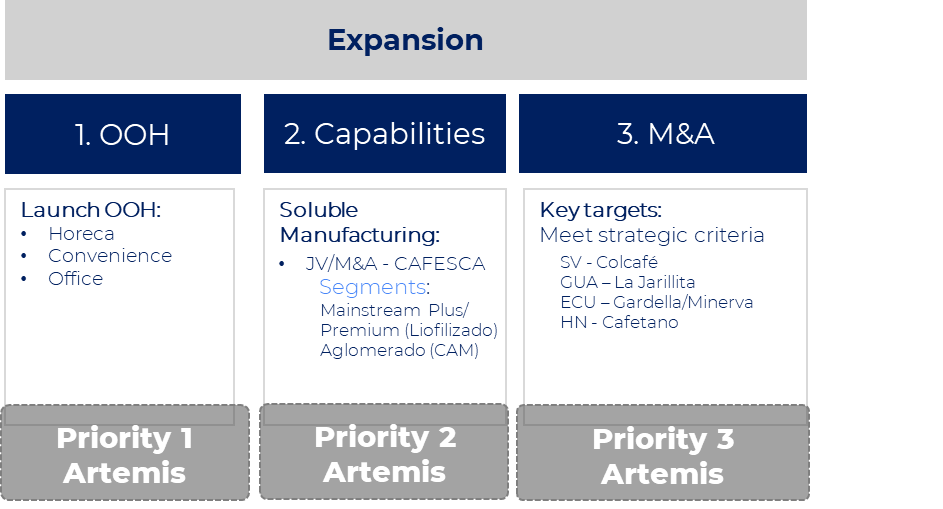 Expansion
1. OOH
2. Capabilities
3. M&A
Launch OOH:
• Horeca
• Convenience
• Office
Soluble
Manufacturing:
• JV/M&A - CAFESCA
Segments:
Mainstream Plus/
Premium (Liofilizado)
Aglomerado (CAM)
Key targets:
Meet strategic criteria
SV - Colcafé
GUA – La Jarillita
ECU – Gardella/Minerva
HN - Cafetano
Priority 1
Artemis
Priority 2
Artemis
Priority 3
Artemis